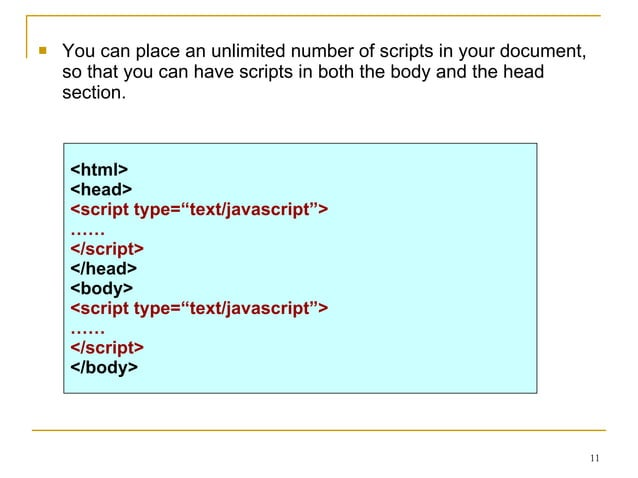 You can place an unlimited number of scripts in your document,
so that you can have scripts in both the body and the head
section.
<html>
<head>
<script type=“text/javascript”>
……
</script>
</head>
<body>
<script type=“text/javascript”>
……
</script>
</body>
11